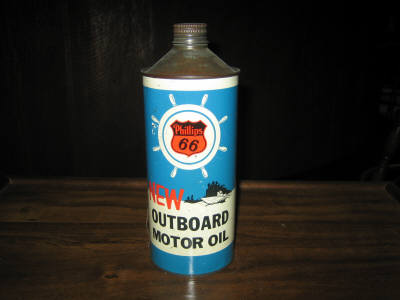 Phillips
66
NEW
OUTBOARD
MOTOR OIL